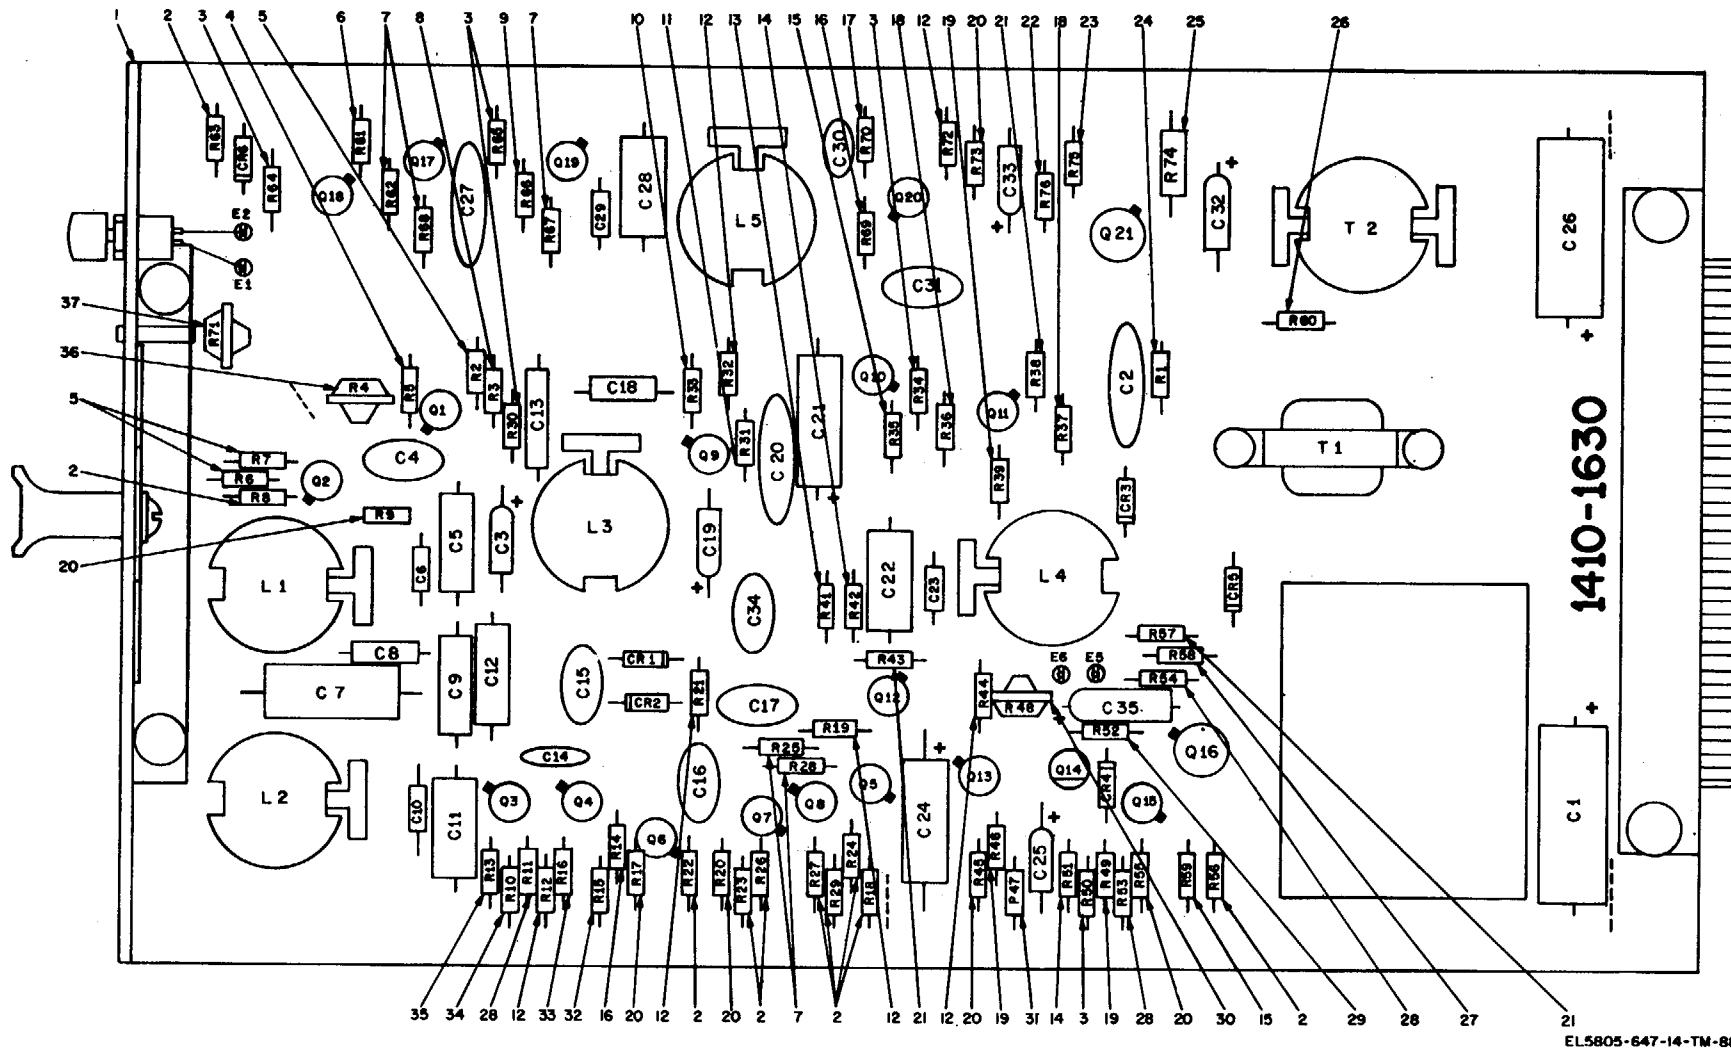 1 2 3 4 5 6 7 8 3 9 7 10 11 12 13 14 15 16 17 3 18 12 19 20 21 22 18 23 24 25 26
R63 CR6 R64 R61 R62 Q18 Q17 R68 C27 R65 R66 R67 Q19 C29 C28 L5 C30 R70 R69 Q20 R72 R73 C33 R76 R75 R74 Q21 C32 T2 C26
E2
E1
C31
R60
37
R71
36
R4 R5 R2 R3 R30 C13 C18 R33 R32 C21 Q10 R34 R38 C2 R1
Q1 R31 R35 R36 Q11 R37
5
R7 C4 Q9 C20 T1
R6 Q2 R39
2
R8 CR3
R9 C5 C3 L3 C19
20
C6 C22 C23 L4 CR5
L1 C34 R41 R42
1410-1630
R57
C8 CR1 R43 E6 E5 R58
C7 C9 C12 C15 CR2 R21 C17 Q12 R44 R48 C35 R54
R19 R52
C14 R25 Q16
L2 C10 C11 Q3 Q4 C16 R28 Q5 C24 Q13 Q14 CR4 C1
Q7 Q8 Q15
Q6
R13 R10 R11 R12 R16 R15 R14 R17 R22 R20 R23 R26 R27 R29 R24 R18 R45 R46 P47 C25 R51 R50 R49 R53 R55 R59 R56
35 34 28 12 33 32 16 20 12 2 20 2 7 2 12 21 12 20 19 31 14 3 19 28 20 30 15 2 29 28 27 21
EL5805-647-14-TM-8